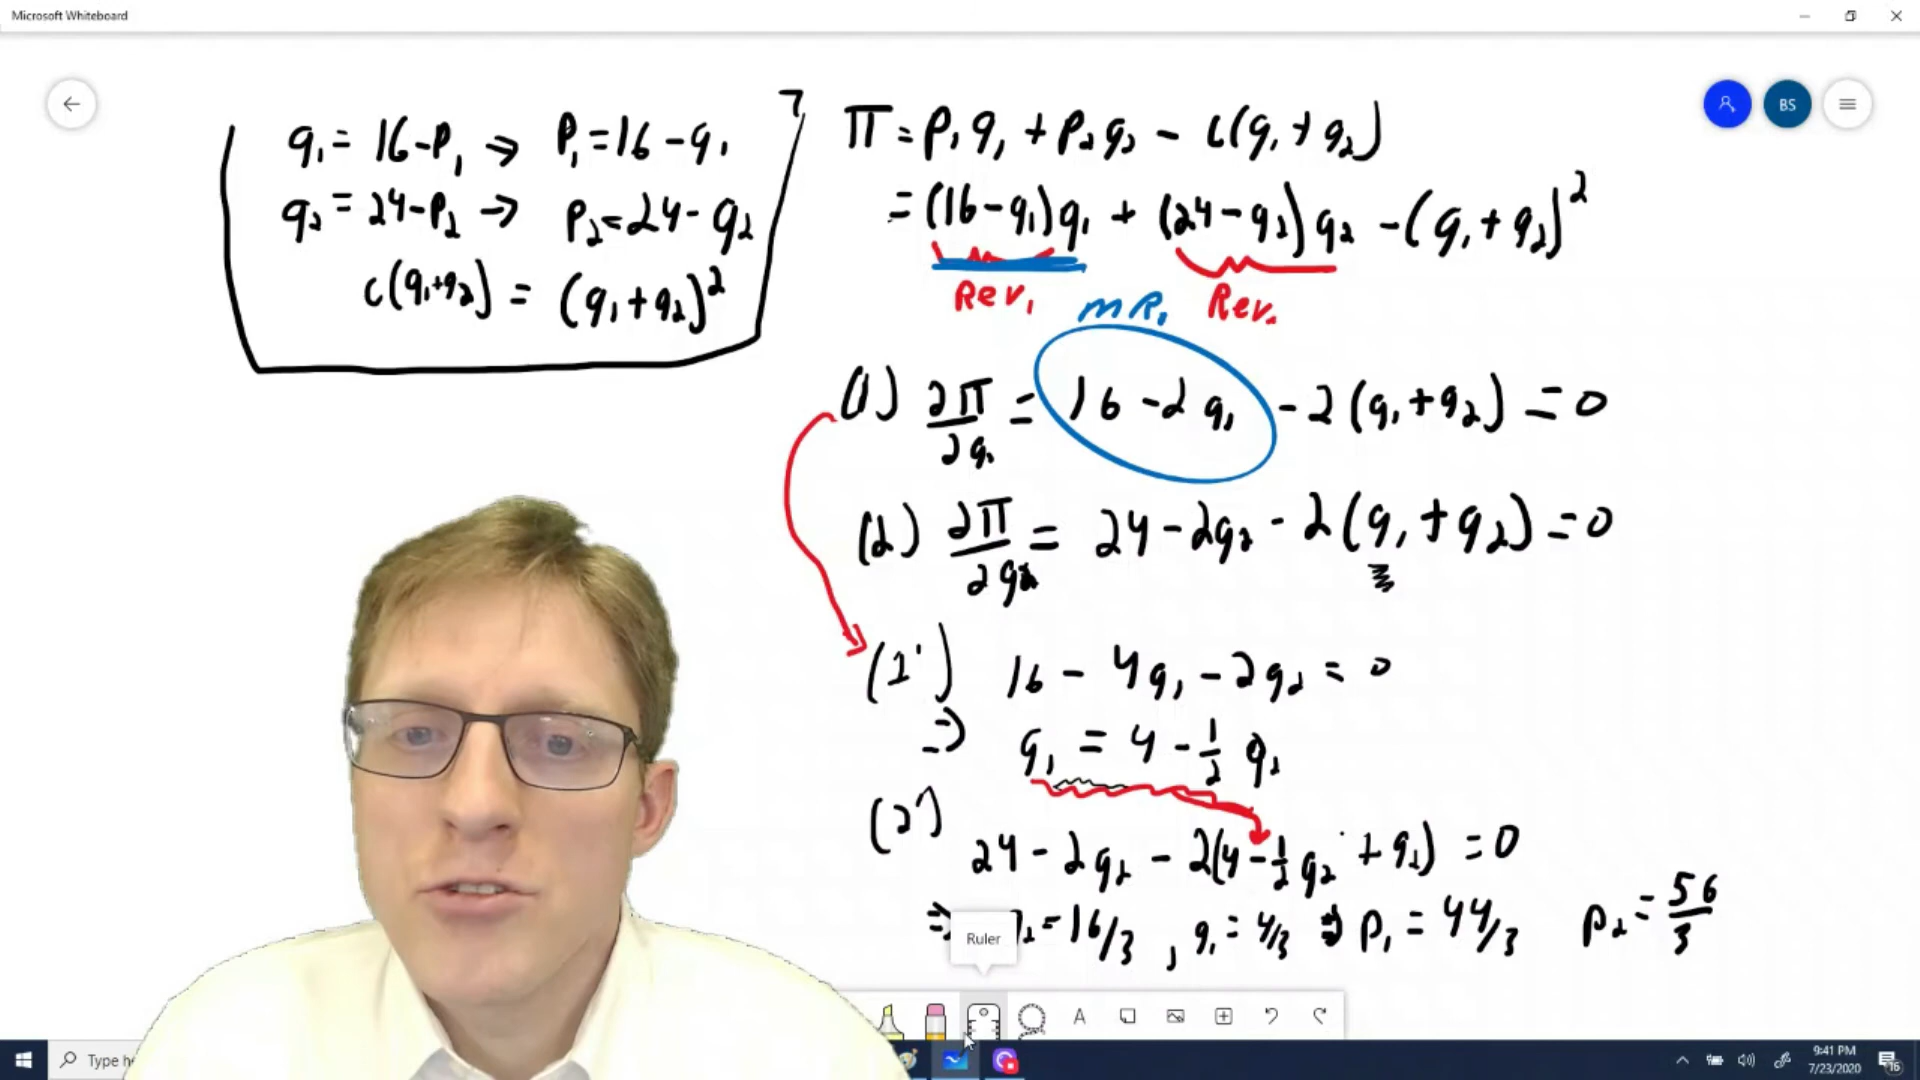 Microsoft Whiteboard
BS
q₁ = 16-P₁ → P₁ = 16-q₁
q₂ = 24-P₂ → P₂ = 24-q₂
c(q₁+q₂) = (q₁+q₂)²
π = P₁q₁ + P₂q₂ - c(q₁+q₂)
= (16-q₁)q₁ + (24-q₂)q₂ - (q₁+q₂)²
Rev₁ MR₁ Rev₂
(1) ∂π/∂q₁ = 16-2q₁ - 2(q₁+q₂) = 0
(2) ∂π/∂q₂ = 24-2q₂ - 2(q₁+q₂) = 0
(1') 16 - 4q₁ - 2q₂ = 0
⇒ q₁ = 4 - 1/2 q₂
(2')
24 - 2q₂ - 2(4 - 1/2 q₂ + q₂) = 0
⇒ = 16/3, q₁ = 4/3 ⇒ P₁ = 44/3 P₂ = 56/3
Ruler
A
Type he
9:41 PM
7/23/2020
16